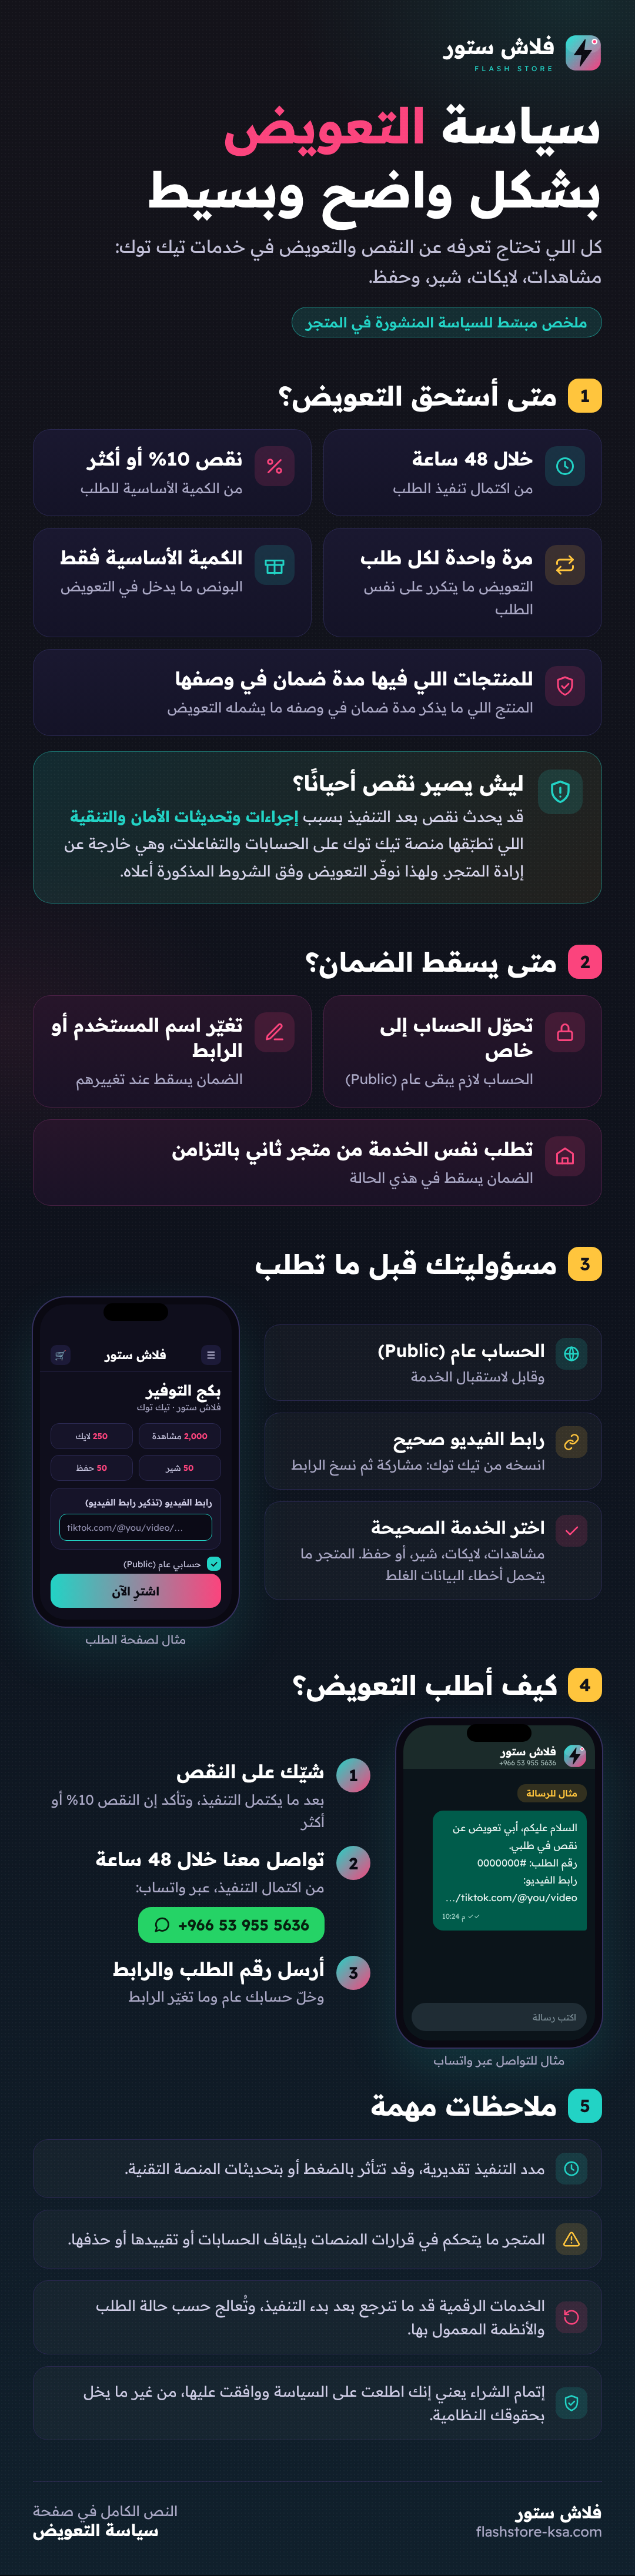 فلاش ستور
FLASH STORE
سياسة التعويض
بشكل واضح وبسيط
كل اللي تحتاج تعرفه عن النقص والتعويض في خدمات تيك توك:
مشاهدات، لايكات، شير، وحفظ.
ملخص مبسّط للسياسة المنشورة في المتجر
1
متى أستحق التعويض؟
خلال 48 ساعة
من اكتمال تنفيذ الطلب
نقص 10% أو أكثر
من الكمية الأساسية للطلب
مرة واحدة لكل طلب
التعويض ما يتكرر على نفس
الطلب
الكمية الأساسية فقط
البونص ما يدخل في التعويض
للمنتجات اللي فيها مدة ضمان في وصفها
المنتج اللي ما يذكر مدة ضمان في وصفه ما يشمله التعويض
ليش يصير نقص أحيانًا؟
قد يحدث نقص بعد التنفيذ بسبب إجراءات وتحديثات الأمان والتنقية
اللي تطبّقها منصة تيك توك على الحسابات والتفاعلات، وهي خارجة عن
إرادة المتجر. ولهذا نوفّر التعويض وفق الشروط المذكورة أعلاه.
2
متى يسقط الضمان؟
تحوّل الحساب إلى
خاص
الحساب لازم يبقى عام (Public)
تغيّر اسم المستخدم أو
الرابط
الضمان يسقط عند تغييرهم
تطلب نفس الخدمة من متجر ثاني بالتزامن
الضمان يسقط في هذي الحالة
3
مسؤوليتك قبل ما تطلب
الحساب عام (Public)
وقابل لاستقبال الخدمة
رابط الفيديو صحيح
انسخه من تيك توك: مشاركة ثم نسخ الرابط
اختر الخدمة الصحيحة
مشاهدات، لايكات، شير، أو حفظ. المتجر ما
يتحمل أخطاء البيانات الغلط
فلاش ستور
بكج التوفير
فلاش ستور · تيك توك
2,000 مشاهدة
250 لايك
50 شير
50 حفظ
رابط الفيديو (تذكير رابط الفيديو)
tiktok.com/@you/video/...
حسابي عام (Public)
اشترِ الآن
مثال لصفحة الطلب
4
كيف أطلب التعويض؟
فلاش ستور
+966 53 955 5636
مثال للرسالة
السلام عليكم، أبي تعويض عن
نقص في طلبي.
رقم الطلب: #0000000
رابط الفيديو:
tiktok.com/@you/video/...
10:24 م ✓✓
اكتب رسالة
مثال للتواصل عبر واتساب
1
شيّك على النقص
بعد ما يكتمل التنفيذ، وتأكد إن النقص 10% أو
أكثر
2
تواصل معنا خلال 48 ساعة
من اكتمال التنفيذ، عبر واتساب:
+966 53 955 5636
3
أرسل رقم الطلب والرابط
وخلّ حسابك عام وما تغيّر الرابط
5
ملاحظات مهمة
مدد التنفيذ تقديرية، وقد تتأثر بالضغط أو بتحديثات المنصة التقنية.
المتجر ما يتحكم في قرارات المنصات بإيقاف الحسابات أو تقييدها أو حذفها.
الخدمات الرقمية قد ما تنرجع بعد بدء التنفيذ، وتُعالج حسب حالة الطلب
والأنظمة المعمول بها.
إتمام الشراء يعني إنك اطلعت على السياسة ووافقت عليها، من غير ما يخل
بحقوقك النظامية.
فلاش ستور
flashstore-ksa.com
النص الكامل في صفحة
سياسة التعويض